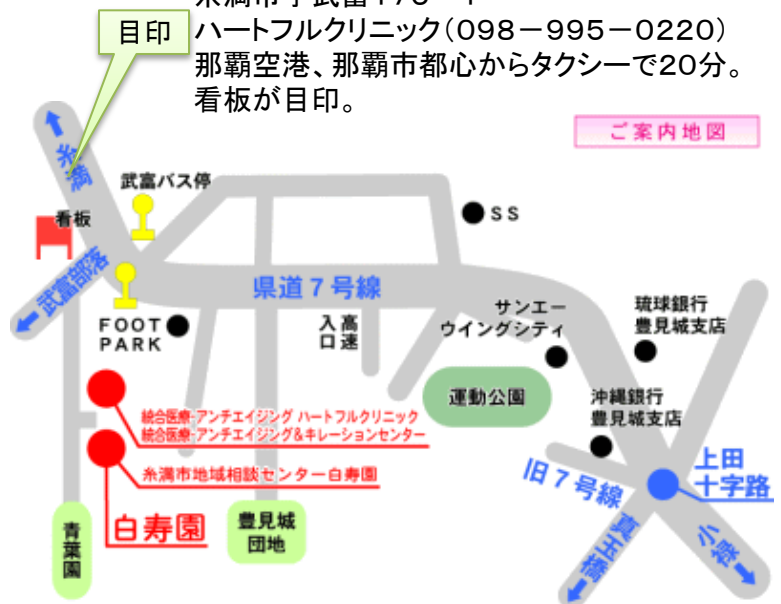 目印
ハートフルクリニック(098－995－0220)
那覇空港、那覇市都心からタクシーで20分。
看板が目印。
ご案内地図
糸満
武富バス停
看板
SS
武富部落
県道7号線
FOOT
PARK
入口
高速
サンエー
ウイングシティ
琉球銀行
豊見城支店
運動公園
沖縄銀行
豊見城支店
統合医療・アンチエイジング ハートフルクリニック
統合医療・アンチエイジング&キレーションセンター
糸満市地域相談センター白寿園
白寿園
旧7号線
上田
十字路
青葉園
豊見城
団地
真玉橋
小禄